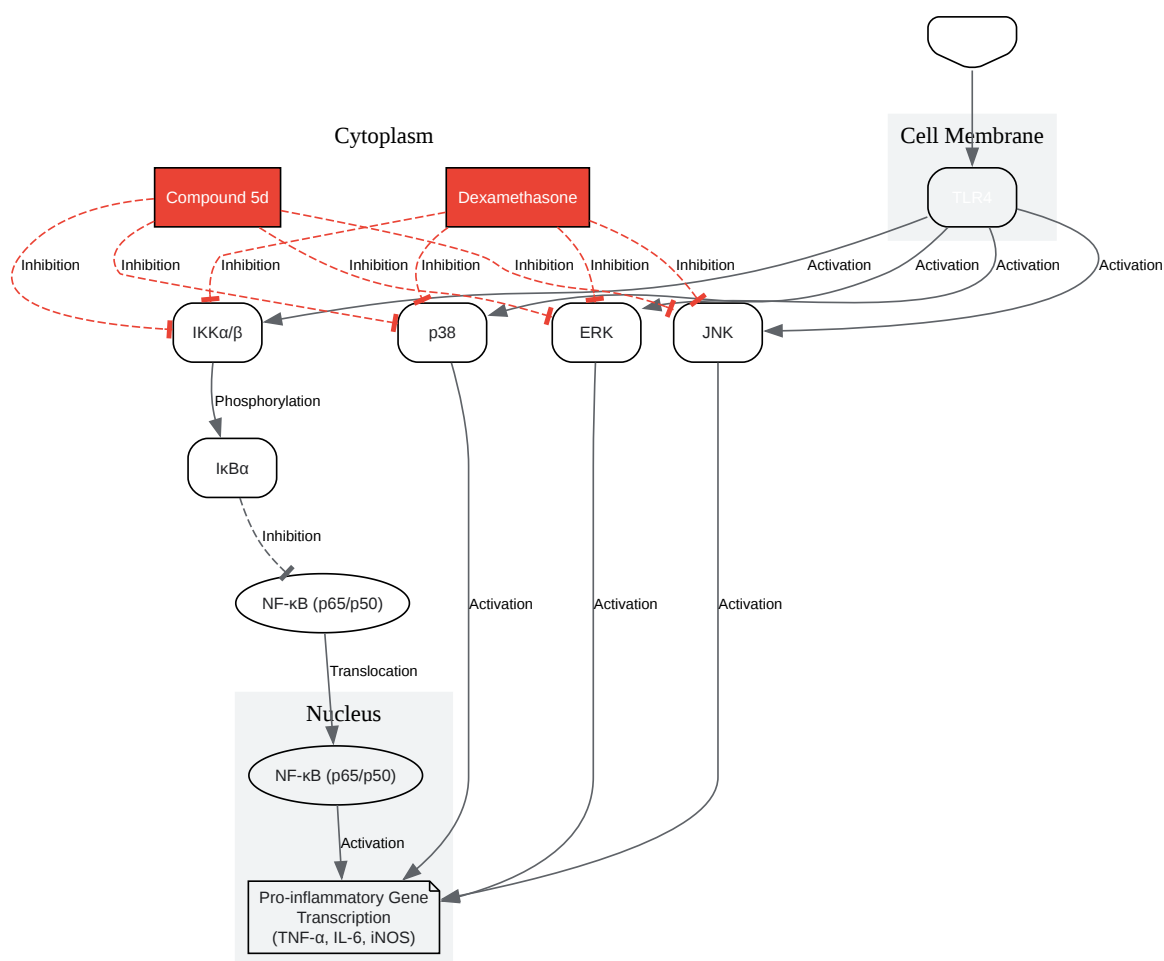 Cytoplasm
Cell Membrane
Compound 5d
Dexamethasone
TLR4
Inhibition
Inhibition
Inhibition
Inhibition
Inhibition
Inhibition
Inhibition
Inhibition
Activation
Activation
Activation
Activation
IKKα/β
p38
ERK
JNK
Phosphorylation
IκBα
Inhibition
NF-κB (p65/p50)
Activation
Activation
Activation
Translocation
Nucleus
NF-κB (p65/p50)
Activation
Pro-inflammatory Gene
Transcription
(TNF-α, IL-6, iNOS)